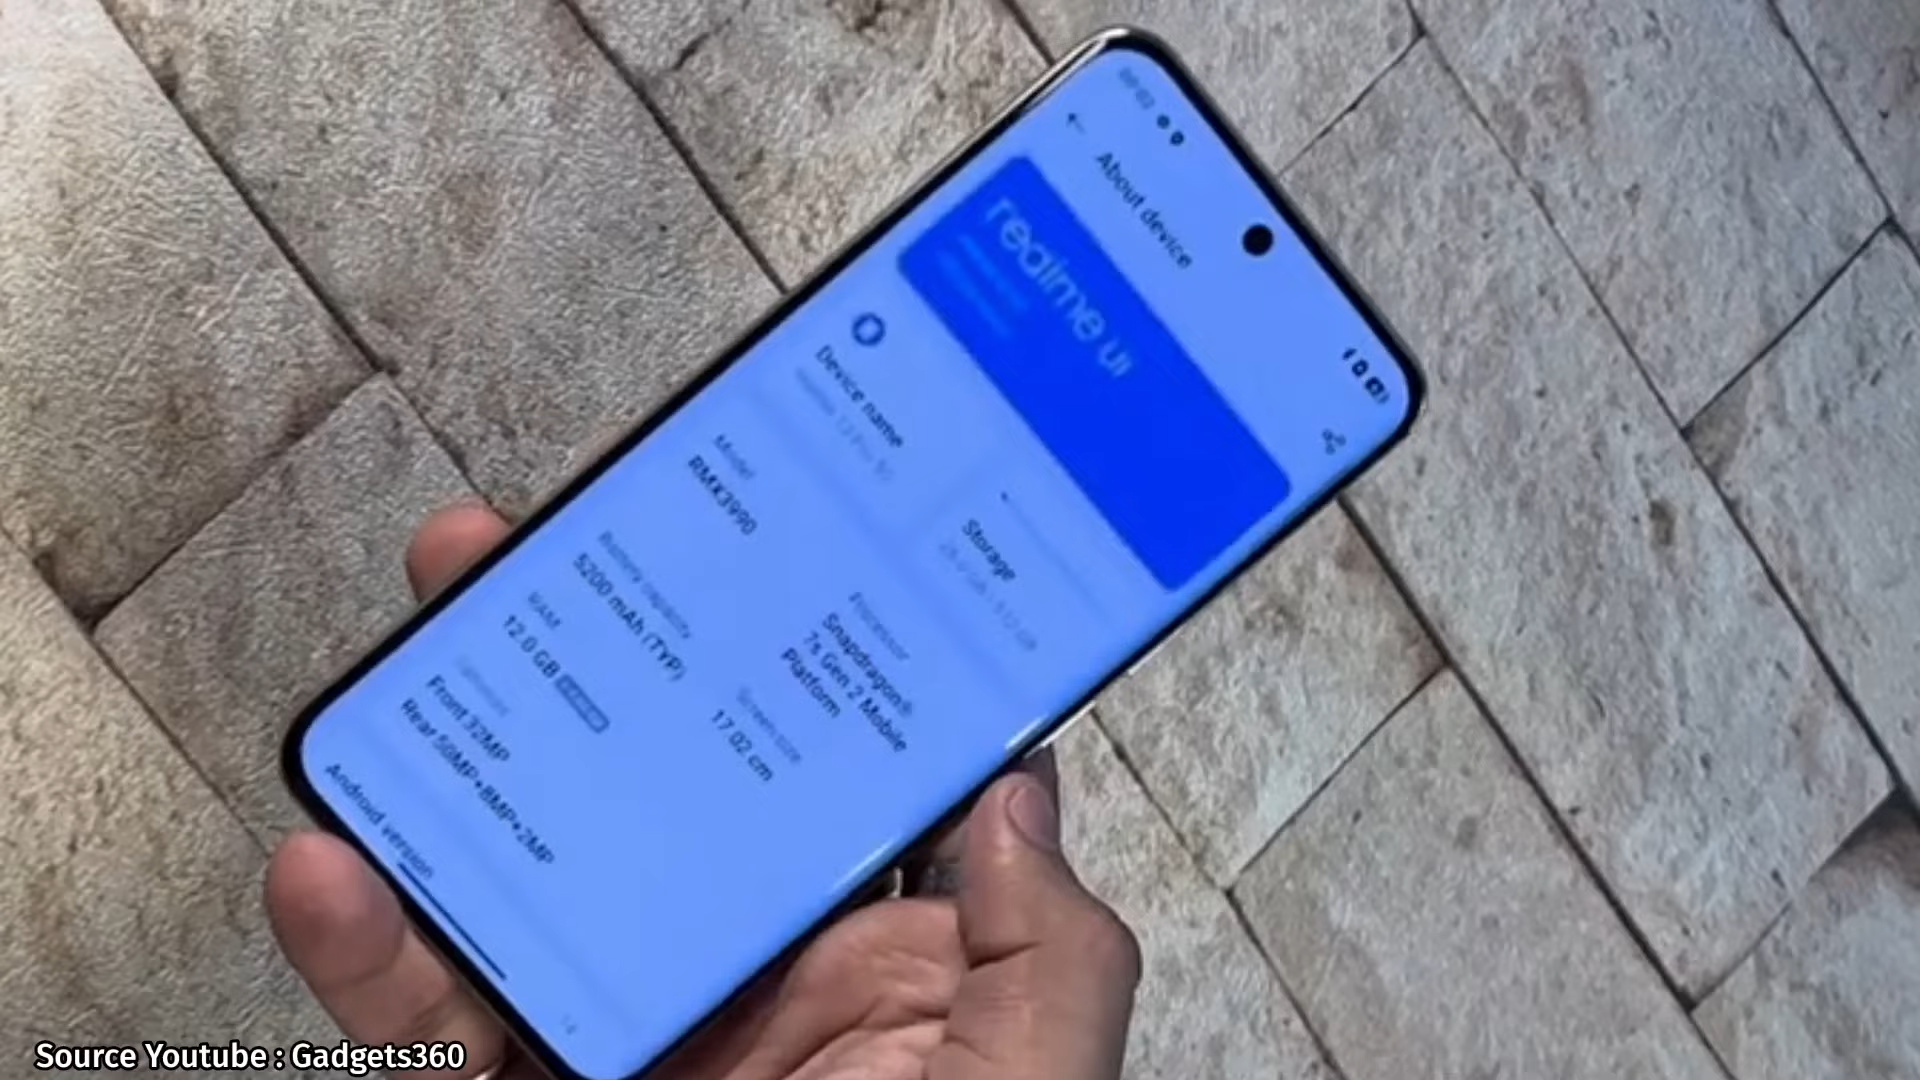 About device
realme UI
Device name
Storage
Model
RMX3990
Processor
Snapdragon®
7s Gen 2 Mobile
Platform
Battery capacity
5200 mAh (TYP)
Screen size
17.02 cm
RAM
12.0 GB
Front 32MP
Rear 50MP+8MP+2MP
Android version
14
Source Youtube : Gadgets360